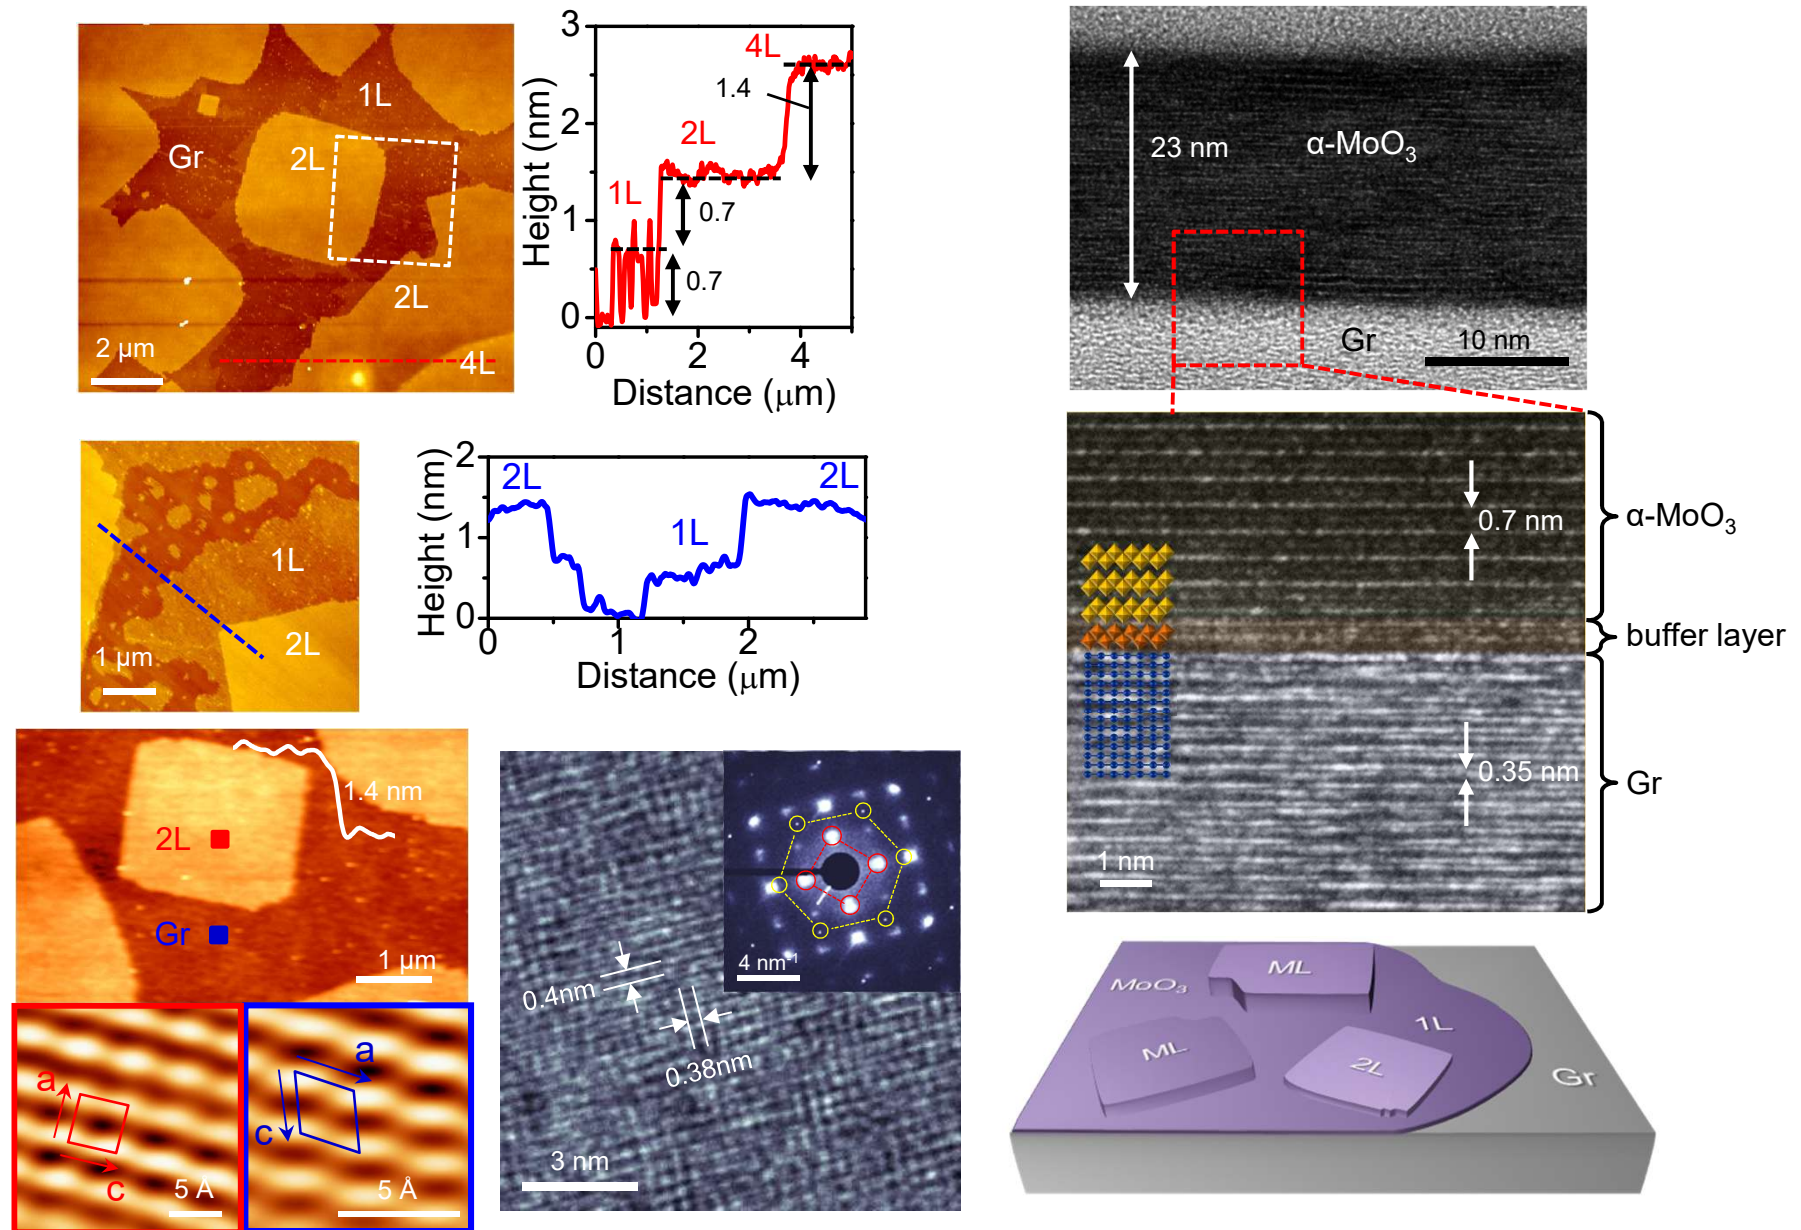 1L
Gr
2L
2L
4L
2 μm
Height (nm)
3
2
1
0
0
2
4
Distance (μm)
1L
2L
4L
0.7
0.7
1.4
23 nm
α-MoO₃
Gr
10 nm
1L
2L
1 μm
Height (nm)
2
1
0
0
1
2
Distance (μm)
2L
1L
2L
0.7 nm
0.35 nm
1 nm
α-MoO₃
buffer layer
Gr
1.4 nm
2L
Gr
1 μm
a
c
5 Å
a
c
5 Å
4 nm⁻¹
0.4nm
0.38nm
3 nm
ML
MoO₃
1L
ML
2L
Gr